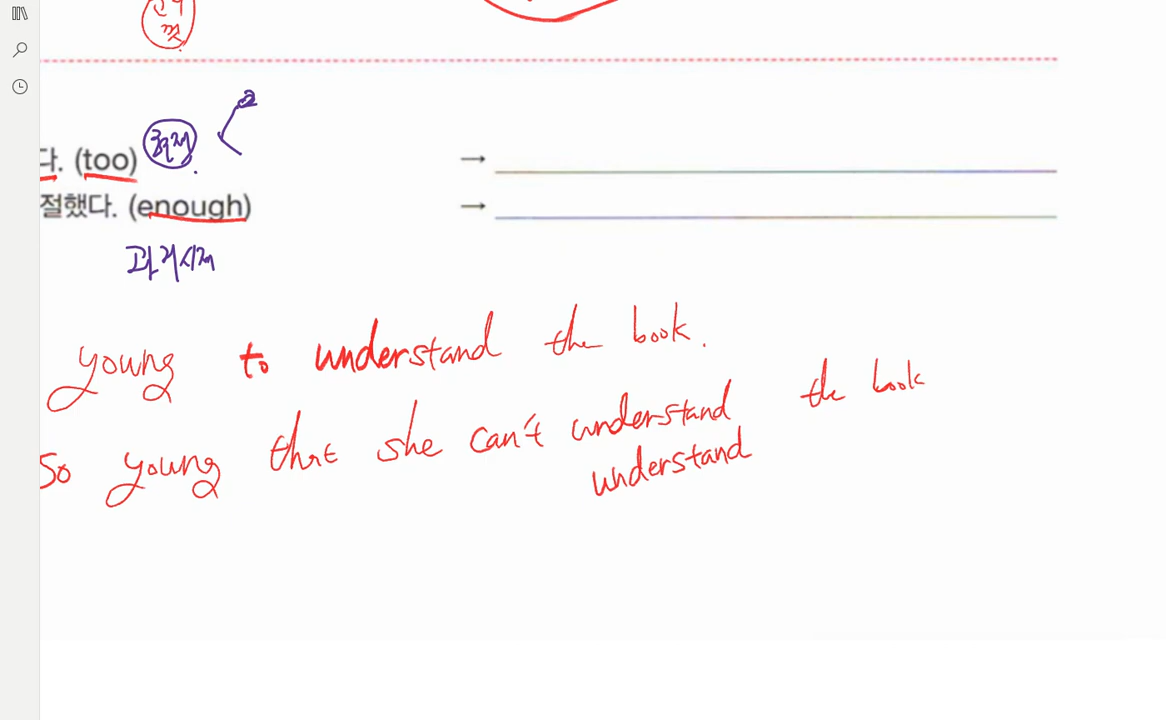 꺾
현재
다. (too)
→
절했다. (enough)
→
과거시제
young to understand the book.
So young that she can't understand the book
understand